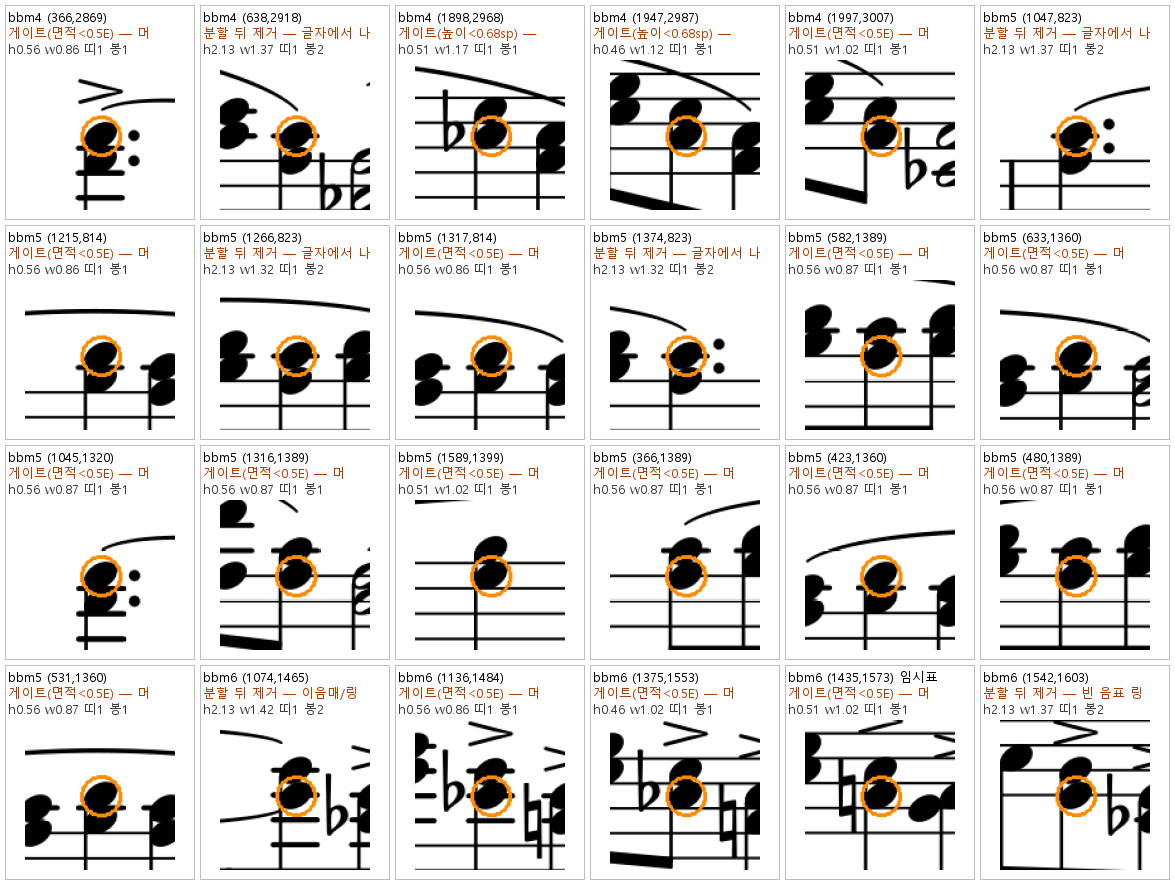 bbm4 (366,2869)
게이트(면적<0.5E) — 머
h0.56 w0.86 띠1 봉1
bbm4 (638,2918)
분할 뒤 제거 — 글자에서 나
h2.13 w1.37 띠1 봉2
bbm4 (1898,2968)
게이트(높이<0.68sp) —
h0.51 w1.17 띠1 봉1
bbm4 (1947,2987)
게이트(높이<0.68sp) —
h0.46 w1.12 띠1 봉1
bbm4 (1997,3007)
게이트(면적<0.5E) — 머
h0.51 w1.02 띠1 봉1
bbm5 (1047,823)
분할 뒤 제거 — 글자에서 나
h2.13 w1.37 띠1 봉2
bbm5 (1215,814)
게이트(면적<0.5E) — 머
h0.56 w0.86 띠1 봉1
bbm5 (1266,823)
분할 뒤 제거 — 글자에서 나
h2.13 w1.32 띠1 봉2
bbm5 (1317,814)
게이트(면적<0.5E) — 머
h0.56 w0.86 띠1 봉1
bbm5 (1374,823)
분할 뒤 제거 — 글자에서 나
h2.13 w1.32 띠1 봉2
bbm5 (582,1389)
게이트(면적<0.5E) — 머
h0.56 w0.87 띠1 봉1
bbm5 (633,1360)
게이트(면적<0.5E) — 머
h0.56 w0.87 띠1 봉1
bbm5 (1045,1320)
게이트(면적<0.5E) — 머
h0.56 w0.87 띠1 봉1
bbm5 (1316,1389)
게이트(면적<0.5E) — 머
h0.56 w0.87 띠1 봉1
bbm5 (1589,1399)
게이트(면적<0.5E) — 머
h0.51 w1.02 띠1 봉1
bbm5 (366,1389)
게이트(면적<0.5E) — 머
h0.56 w0.87 띠1 봉1
bbm5 (423,1360)
게이트(면적<0.5E) — 머
h0.56 w0.87 띠1 봉1
bbm5 (480,1389)
게이트(면적<0.5E) — 머
h0.56 w0.87 띠1 봉1
bbm5 (531,1360)
게이트(면적<0.5E) — 머
h0.56 w0.87 띠1 봉1
bbm6 (1074,1465)
분할 뒤 제거 — 이음매/링
h2.13 w1.42 띠1 봉2
bbm6 (1136,1484)
게이트(면적<0.5E) — 머
h0.56 w0.86 띠1 봉1
bbm6 (1375,1553)
게이트(면적<0.5E) — 머
h0.46 w1.02 띠1 봉1
bbm6 (1435,1573) 임시표
게이트(면적<0.5E) — 머
h0.51 w1.02 띠1 봉1
bbm6 (1542,1603)
분할 뒤 제거 — 빈 음표 링
h2.13 w1.37 띠1 봉2